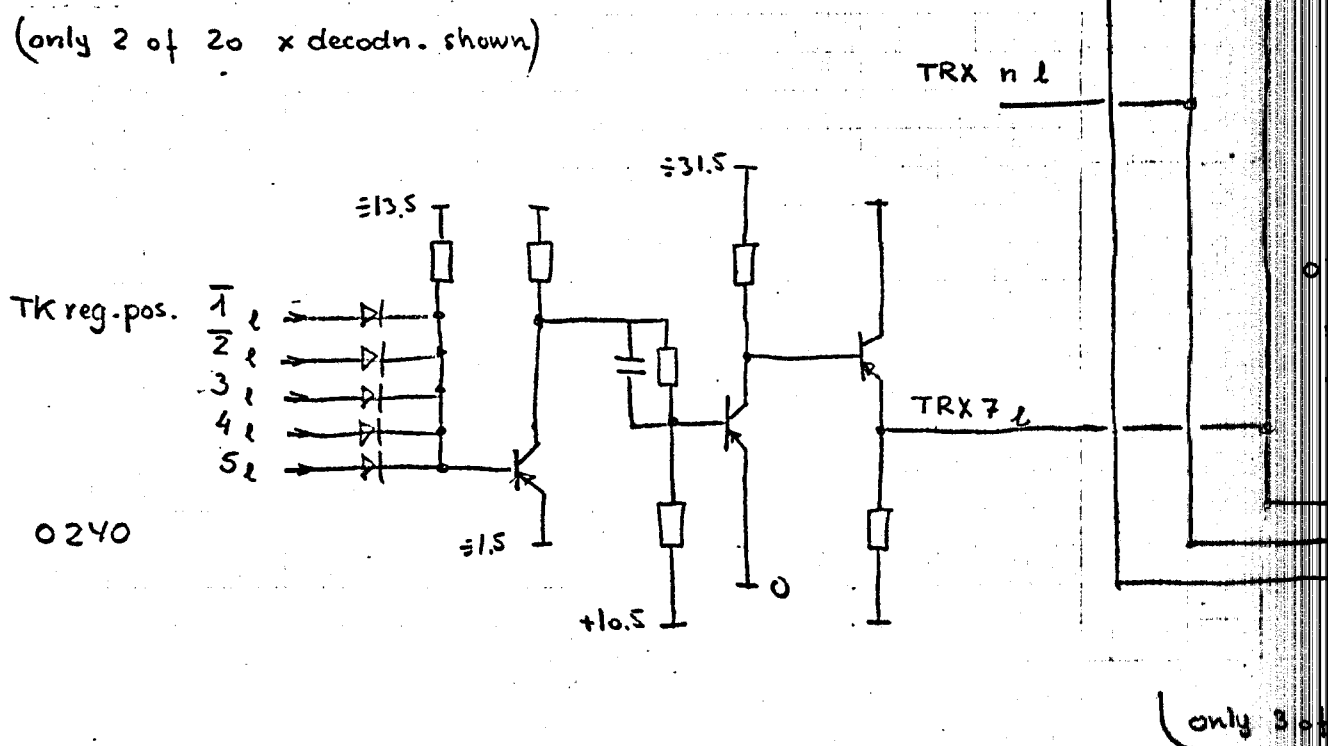 (only 2 of 20 x decodn. shown)
TRX n l
÷31.5
÷13.5
TK reg.pos. 1̅ l
2̅ l
3 l
4 l
5 l
TRX 7 l
0240
÷1.5
0
+10.5
(only 3 of